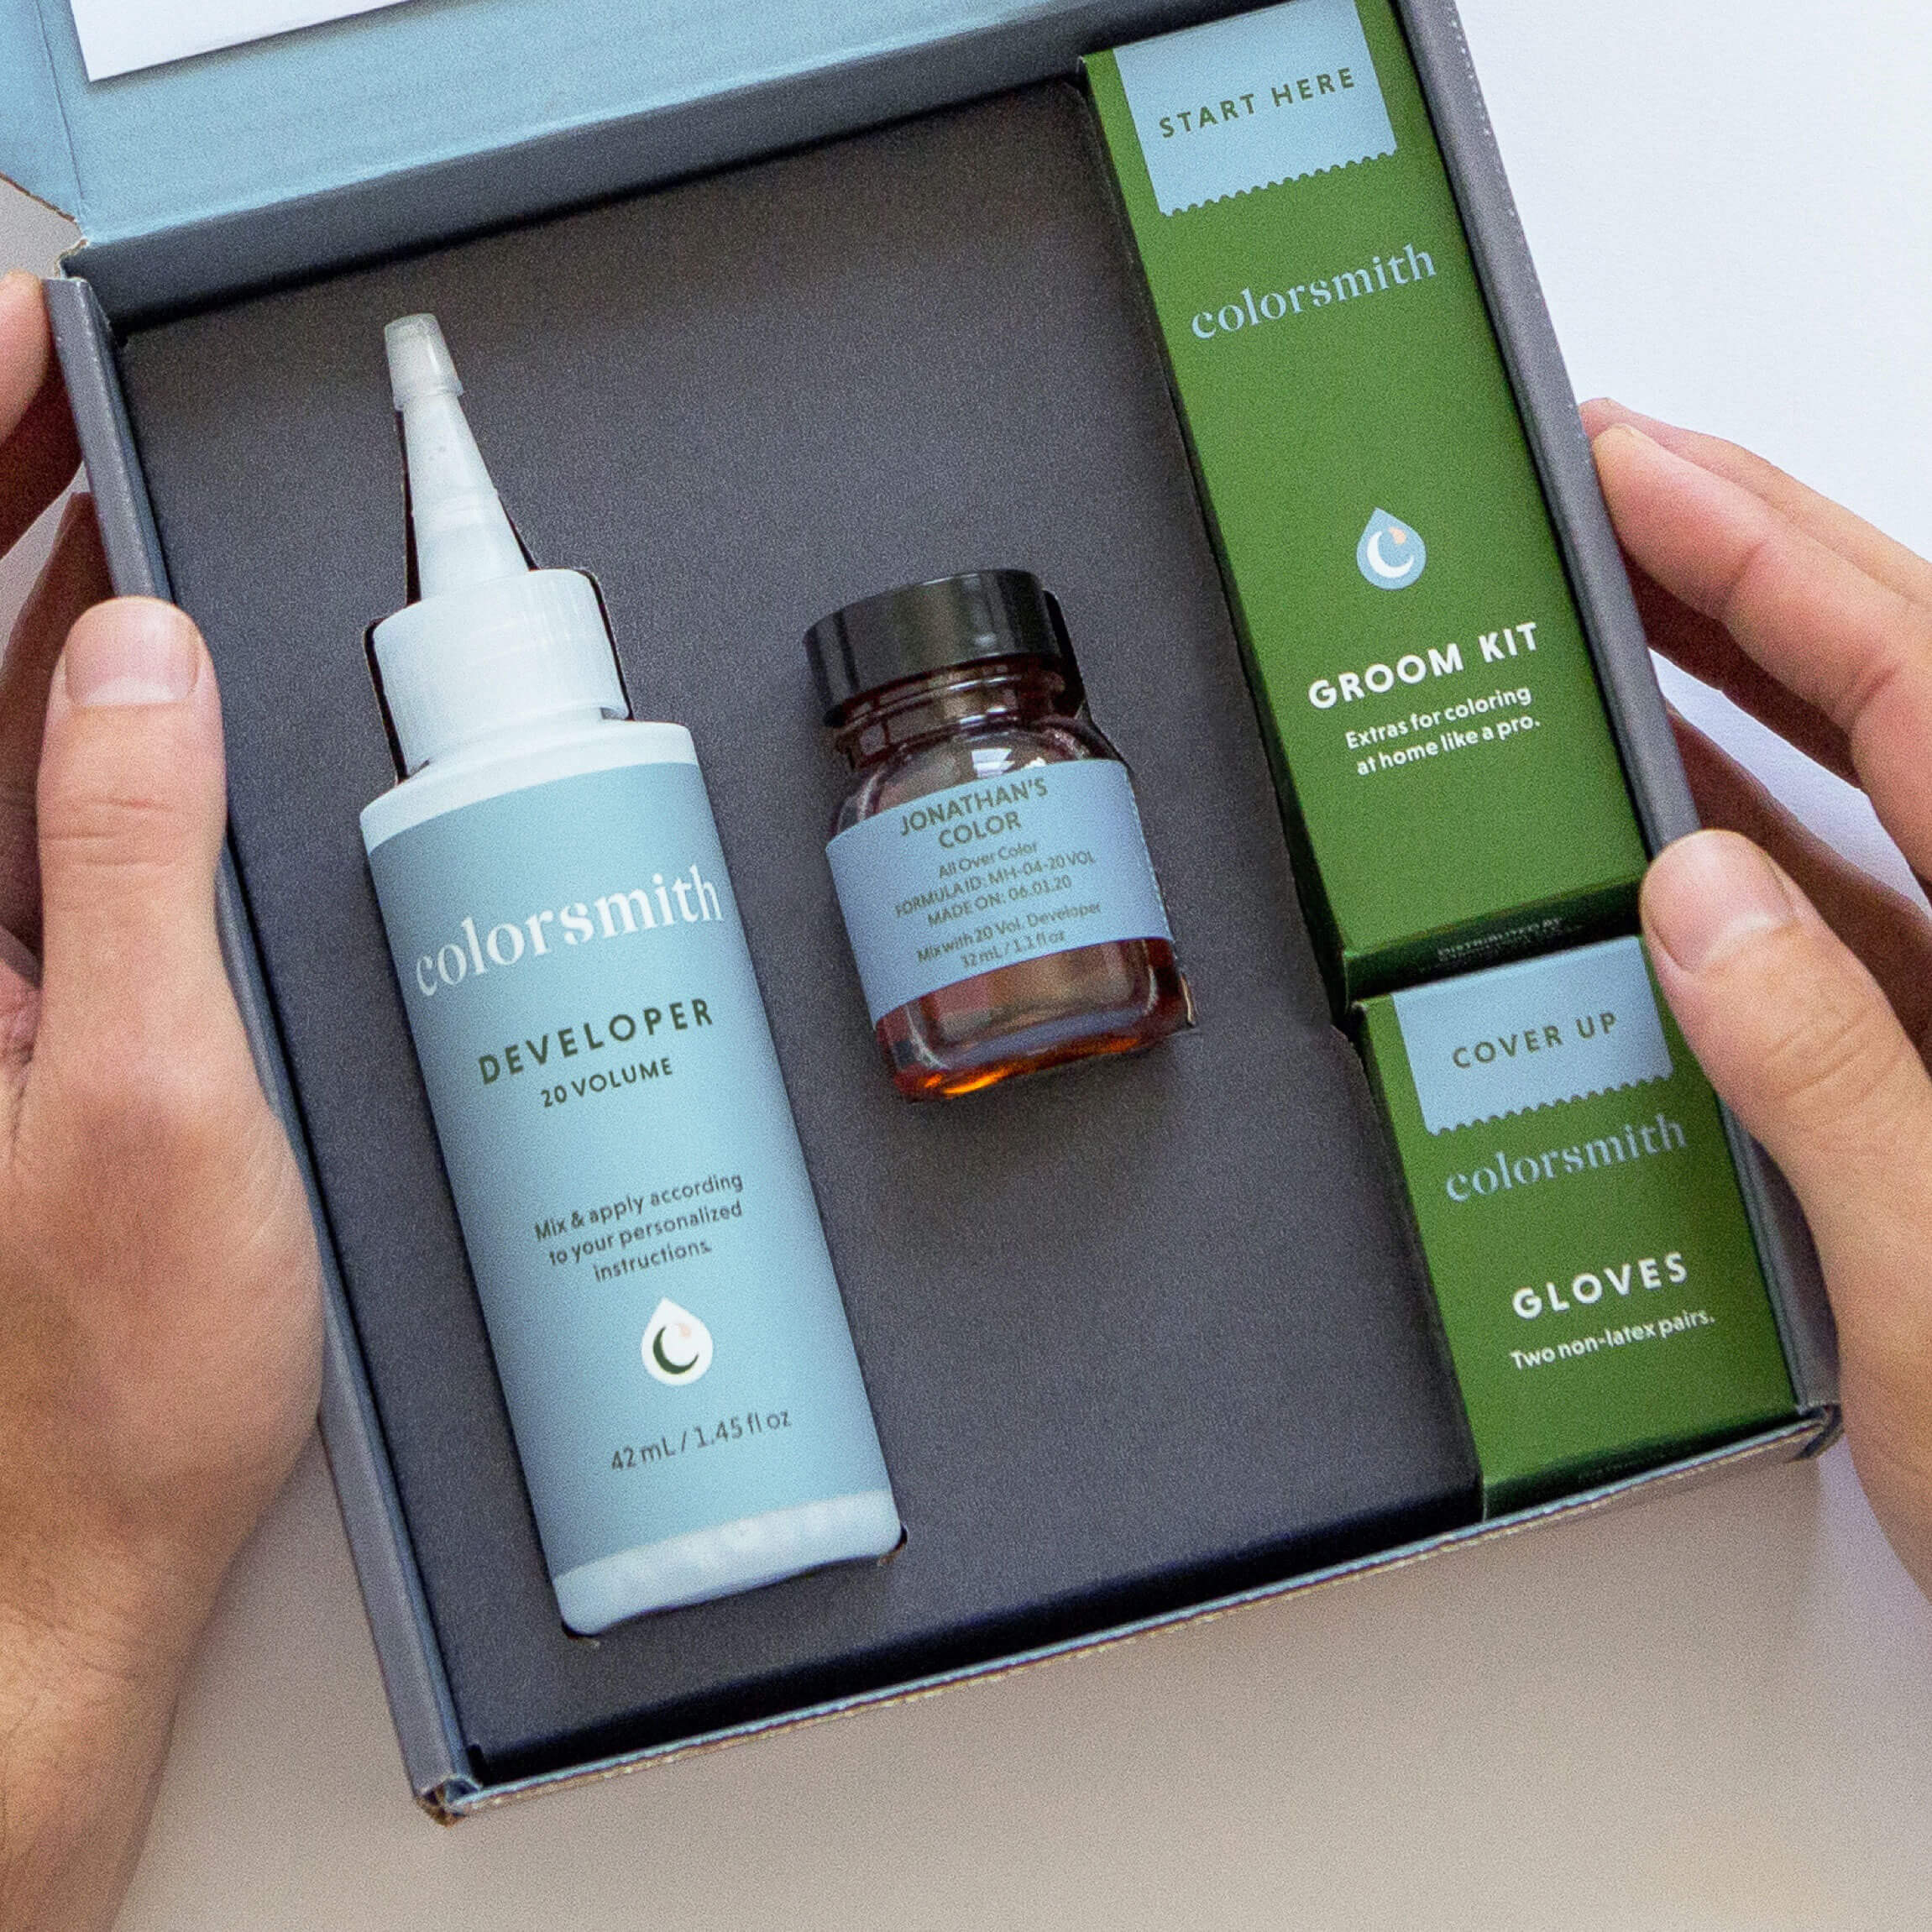 colorsmith
DEVELOPER
20 VOLUME
Mix & apply according
to your personalized
instructions.
42 mL / 1.45 fl oz
JONATHAN'S
COLOR
All Over Color
FORMULA ID: MH-04-20 VOL
MADE ON: 06.01.20
Mix with 20 Vol. Developer
32 mL / 1.1 fl oz
START HERE
colorsmith
GROOM KIT
Extras for coloring
at home like a pro.
DISTRIBUTED BY
COVER UP
colorsmith
GLOVES
Two non-latex pairs.